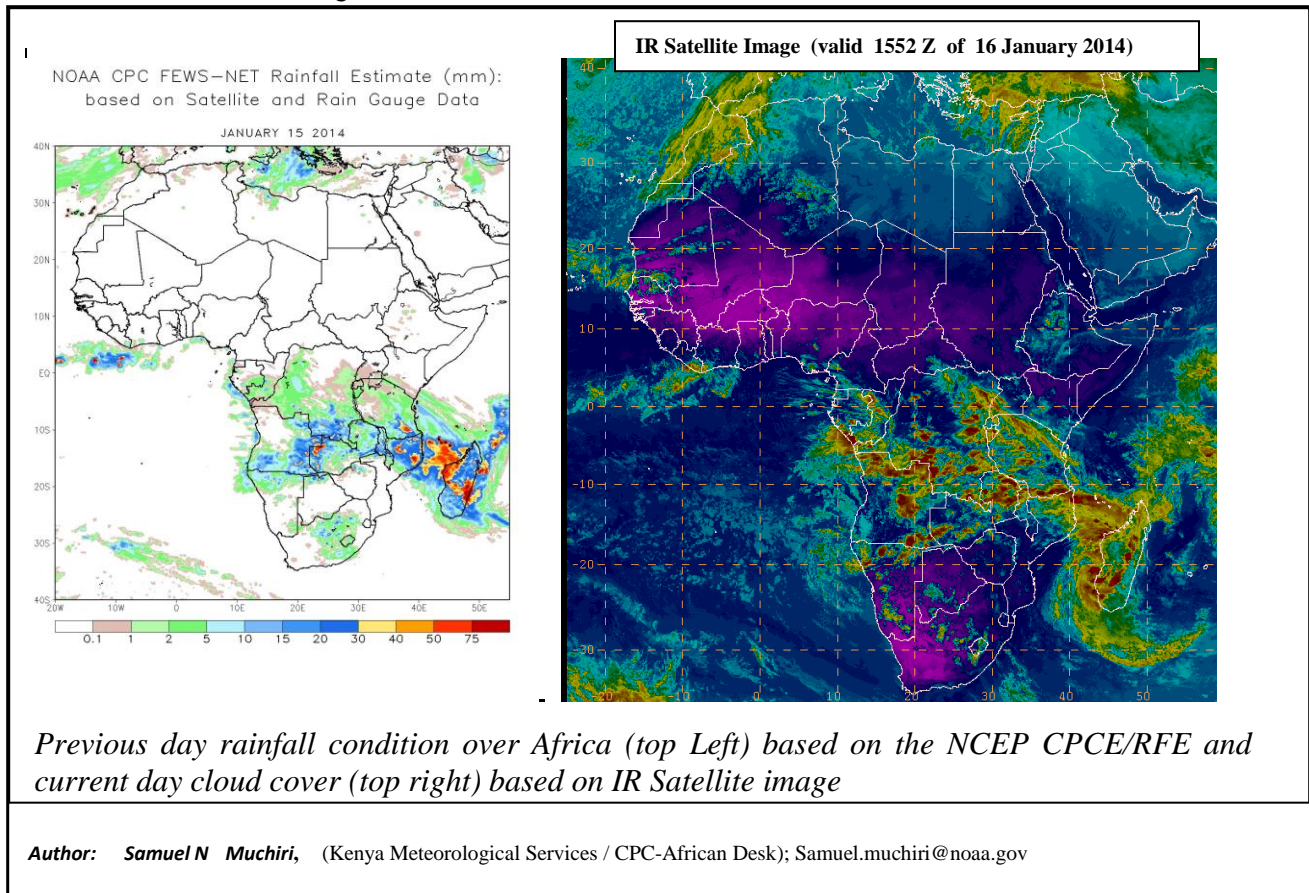 IR Satellite Image (valid 1552 Z of 16 January 2014)
NOAA CPC FEWS-NET Rainfall Estimate (mm):
based on Satellite and Rain Gauge Data
JANUARY 15 2014
40N
30N
20N
10N
EQ
10S
20S
30S
40S
20W 10W 0 10E 20E 30E 40E 50E
0.1 1 2 5 10 15 20 30 40 50 75
40
30
20
10
0
-10
-20
-30
-20 -10 0 10 20 30 40 50
Previous day rainfall condition over Africa (top Left) based on the NCEP CPCE/RFE and
current day cloud cover (top right) based on IR Satellite image
Author: Samuel N Muchiri, (Kenya Meteorological Services / CPC-African Desk); Samuel.muchiri@noaa.gov